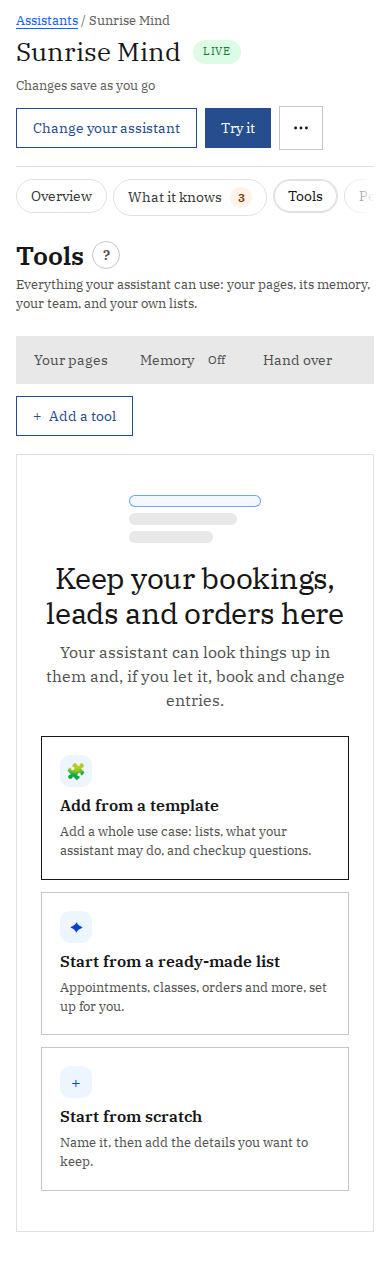 Assistants / Sunrise Mind
Sunrise Mind LIVE
Changes save as you go
Change your assistant Try it ···
Overview What it knows 3 Tools
Tools ?
Everything your assistant can use: your pages, its memory,
your team, and your own lists.
Your pages Memory Off Hand over
+ Add a tool
Keep your bookings,
leads and orders here
Your assistant can look things up in
them and, if you let it, book and change
entries.
Add from a template
Add a whole use case: lists, what your
assistant may do, and checkup questions.
Start from a ready-made list
Appointments, classes, orders and more, set
up for you.
+
Start from scratch
Name it, then add the details you want to
keep.